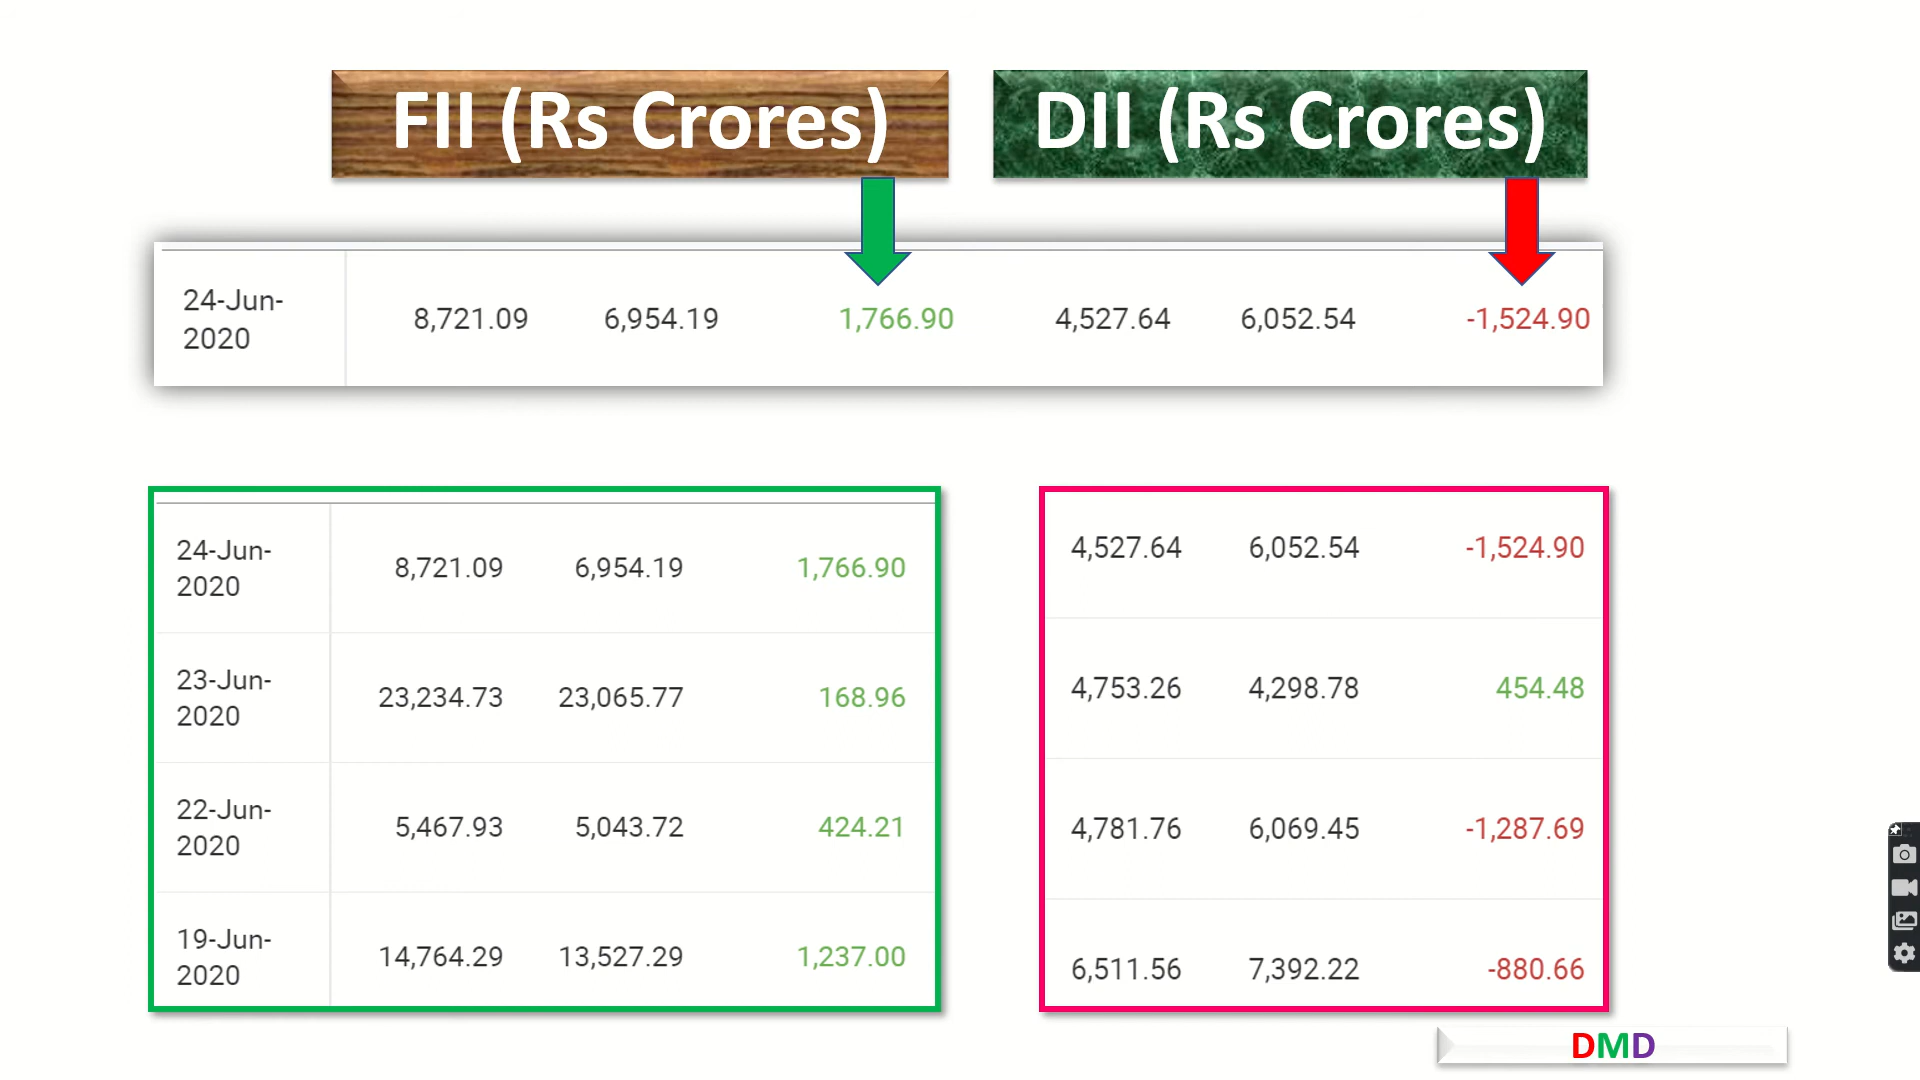 FII (Rs Crores)
DII (Rs Crores)
24-Jun-
2020
8,721.09 6,954.19 1,766.90 4,527.64 6,052.54 -1,524.90
24-Jun-
2020
8,721.09 6,954.19 1,766.90
23-Jun-
2020
23,234.73 23,065.77 168.96
22-Jun-
2020
5,467.93 5,043.72 424.21
19-Jun-
2020
14,764.29 13,527.29 1,237.00
4,527.64 6,052.54 -1,524.90
4,753.26 4,298.78 454.48
4,781.76 6,069.45 -1,287.69
6,511.56 7,392.22 -880.66
DMD